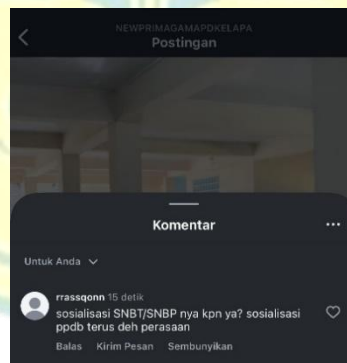 NEWPRIMAGAMAPDKELAPA
Postingan
Komentar
Untuk Anda
rrassqonn 15 detik
sosialisasi SNBT/SNBP nya kpn ya? sosialisasi
ppdb terus deh perasaan
Balas Kirim Pesan Sembunyikan